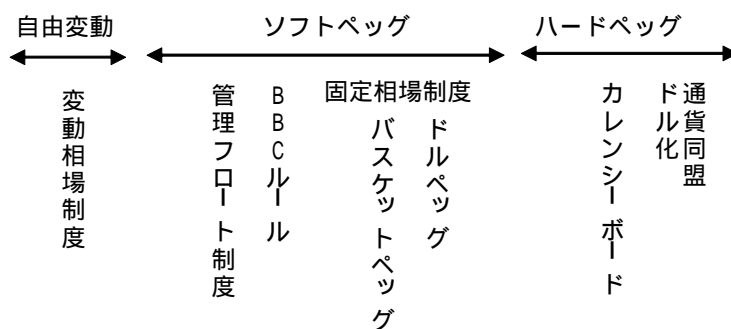 自由変動
ソフトペッグ
ハードペッグ
変動相場制度
管理フロート制度
BBCルール
固定相場制度
バスケットペッグ
ドルペッグ
カレンシーボード
ドル化
通貨同盟